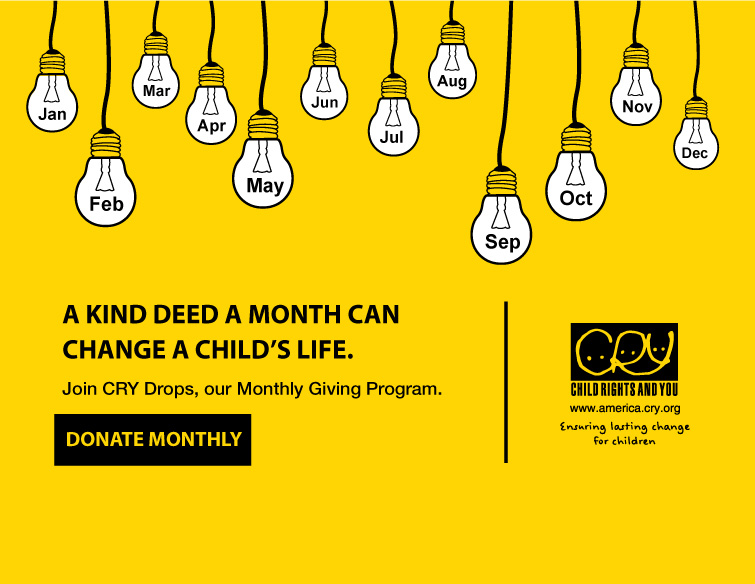 Jan
Feb
Mar
Apr
May
Jun
Jul
Aug
Sep
Oct
Nov
Dec
A KIND DEED A MONTH CAN
CHANGE A CHILD'S LIFE.
Join CRY Drops, our Monthly Giving Program.
DONATE MONTHLY
CRY
CHILD RIGHTS AND YOU
www.america.cry.org
Ensuring lasting change
for children